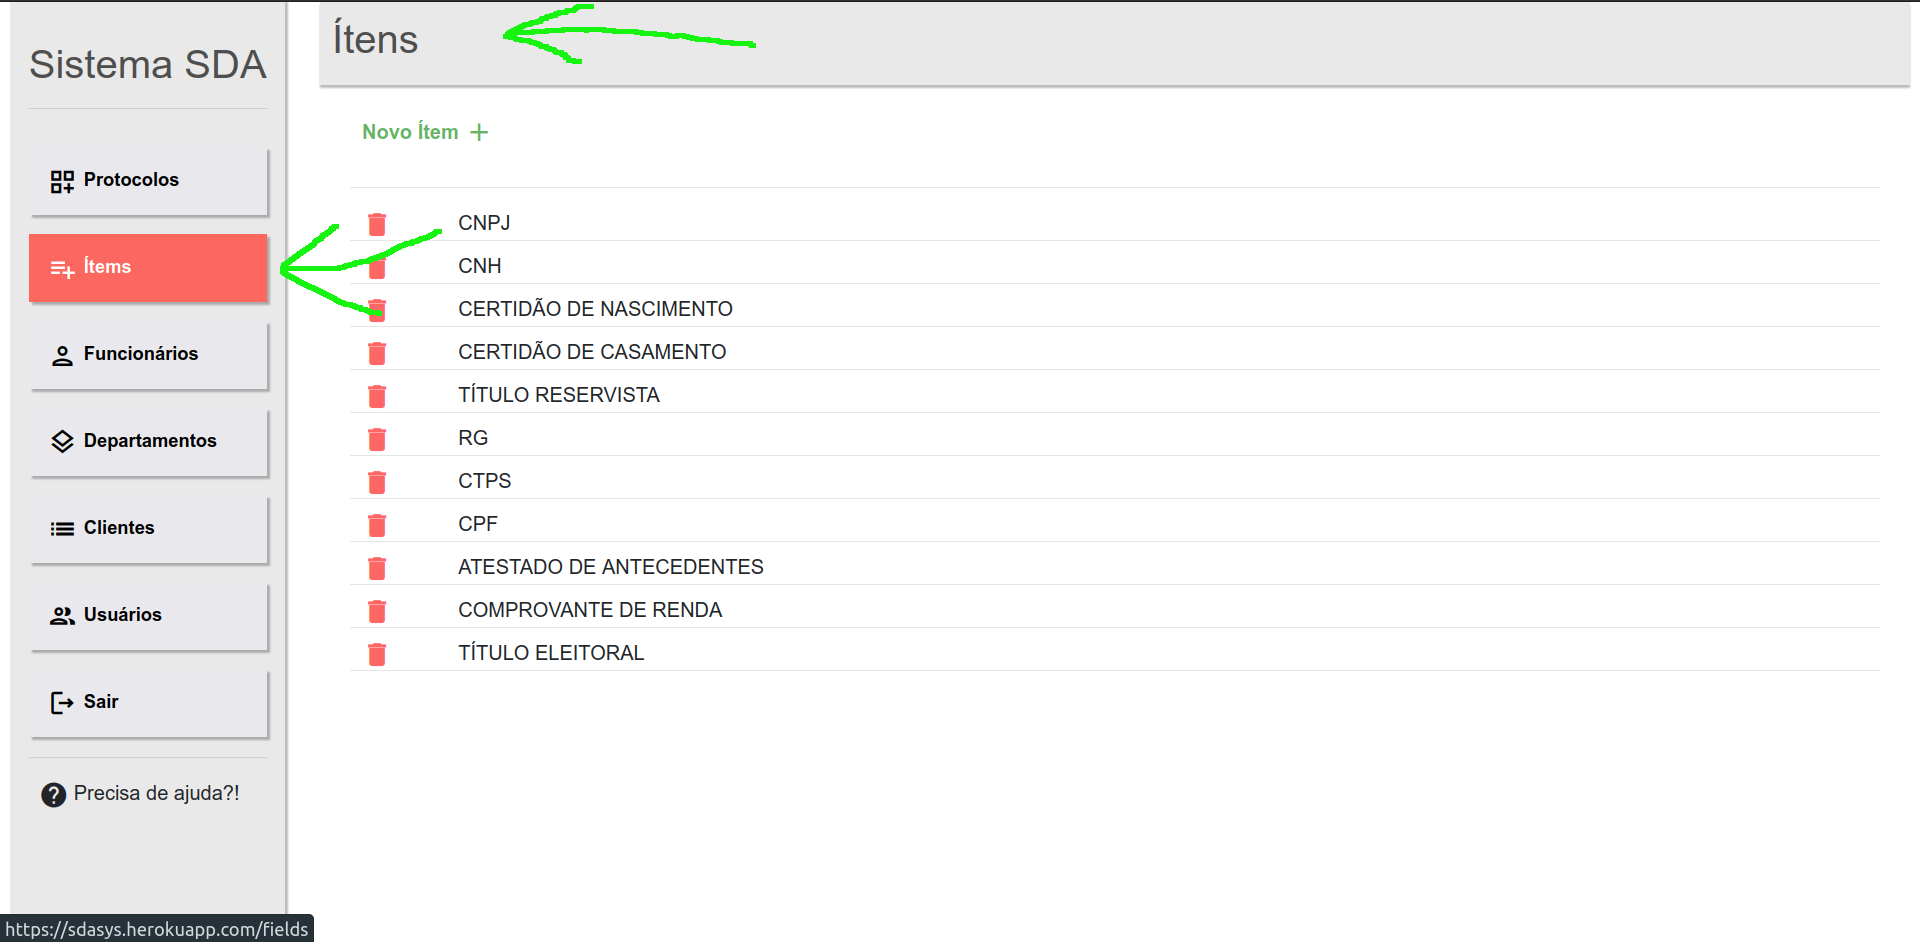 Sistema SDA
Protocolos
Ítems
Funcionários
Departamentos
Clientes
Usuários
Sair
Precisa de ajuda?!
Ítens
Novo Ítem +
CNPJ
CNH
CERTIDÃO DE NASCIMENTO
CERTIDÃO DE CASAMENTO
TÍTULO RESERVISTA
RG
CTPS
CPF
ATESTADO DE ANTECEDENTES
COMPROVANTE DE RENDA
TÍTULO ELEITORAL
https://sdasys.herokuapp.com/fields